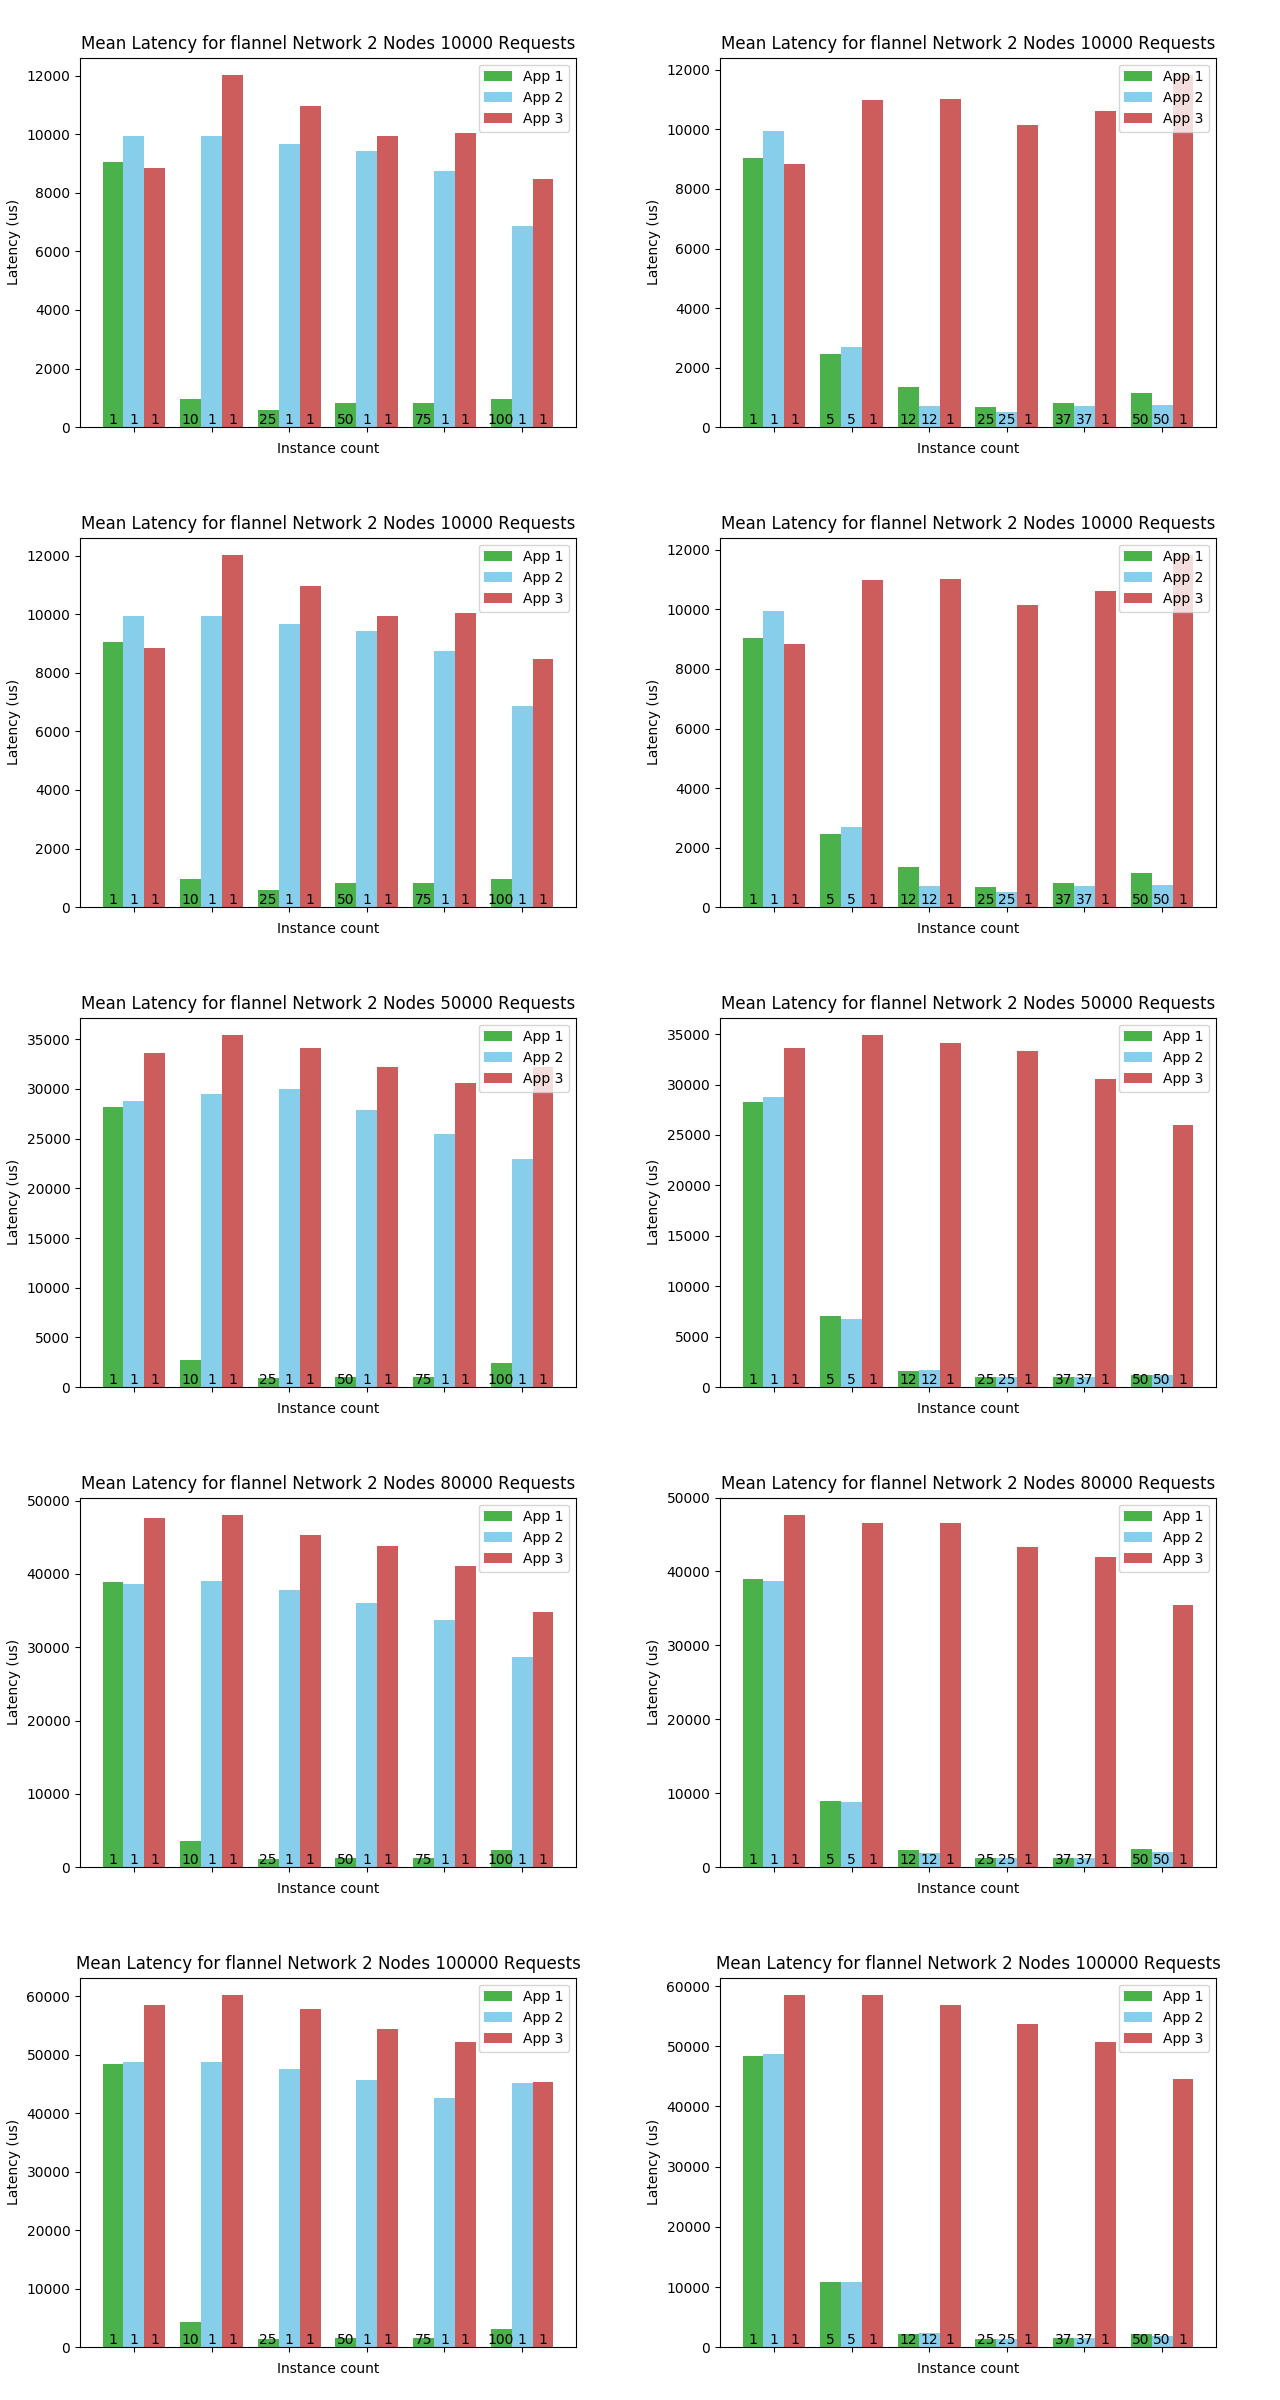 Mean Latency for flannel Network 2 Nodes 10000 Requests
12000
10000
8000
6000
4000
2000
0
Latency (us)
App 1
App 2
App 3
1 1 1 10 1 1 25 1 1 50 1 1 75 1 1 100 1 1
Instance count
Mean Latency for flannel Network 2 Nodes 10000 Requests
12000
10000
8000
6000
4000
2000
0
Latency (us)
App 1
App 2
App 3
1 1 1 5 5 1 12 12 1 25 25 1 37 37 1 50 50 1
Instance count
Mean Latency for flannel Network 2 Nodes 10000 Requests
12000
10000
8000
6000
4000
2000
0
Latency (us)
App 1
App 2
App 3
1 1 1 10 1 1 25 1 1 50 1 1 75 1 1 100 1 1
Instance count
Mean Latency for flannel Network 2 Nodes 10000 Requests
12000
10000
8000
6000
4000
2000
0
Latency (us)
App 1
App 2
App 3
1 1 1 5 5 1 12 12 1 25 25 1 37 37 1 50 50 1
Instance count
Mean Latency for flannel Network 2 Nodes 50000 Requests
35000
30000
25000
20000
15000
10000
5000
0
Latency (us)
App 1
App 2
App 3
1 1 1 10 1 1 25 1 1 50 1 1 75 1 1 100 1 1
Instance count
Mean Latency for flannel Network 2 Nodes 50000 Requests
35000
30000
25000
20000
15000
10000
5000
0
Latency (us)
App 1
App 2
App 3
1 1 1 5 5 1 12 12 1 25 25 1 37 37 1 50 50 1
Instance count
Mean Latency for flannel Network 2 Nodes 80000 Requests
50000
40000
30000
20000
10000
0
Latency (us)
App 1
App 2
App 3
1 1 1 10 1 1 25 1 1 50 1 1 75 1 1 100 1 1
Instance count
Mean Latency for flannel Network 2 Nodes 80000 Requests
50000
40000
30000
20000
10000
0
Latency (us)
App 1
App 2
App 3
1 1 1 5 5 1 12 12 1 25 25 1 37 37 1 50 50 1
Instance count
Mean Latency for flannel Network 2 Nodes 100000 Requests
60000
50000
40000
30000
20000
10000
0
Latency (us)
App 1
App 2
App 3
1 1 1 10 1 1 25 1 1 50 1 1 75 1 1 100 1 1
Instance count
Mean Latency for flannel Network 2 Nodes 100000 Requests
60000
50000
40000
30000
20000
10000
0
Latency (us)
App 1
App 2
App 3
1 1 1 5 5 1 12 12 1 25 25 1 37 37 1 50 50 1
Instance count